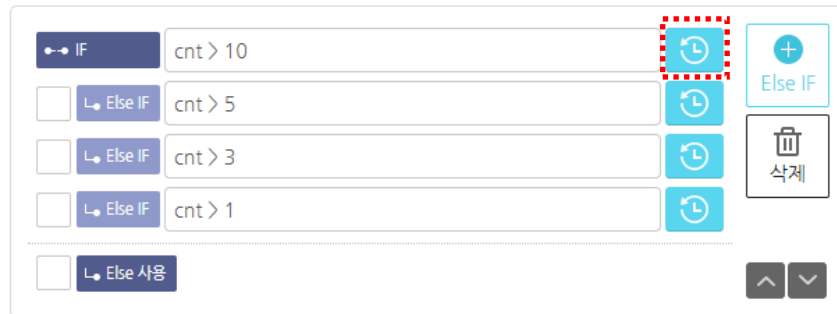 IF cnt > 10
Else IF
Else IF cnt > 5
삭제
Else IF cnt > 3
Else IF cnt > 1
Else 사용